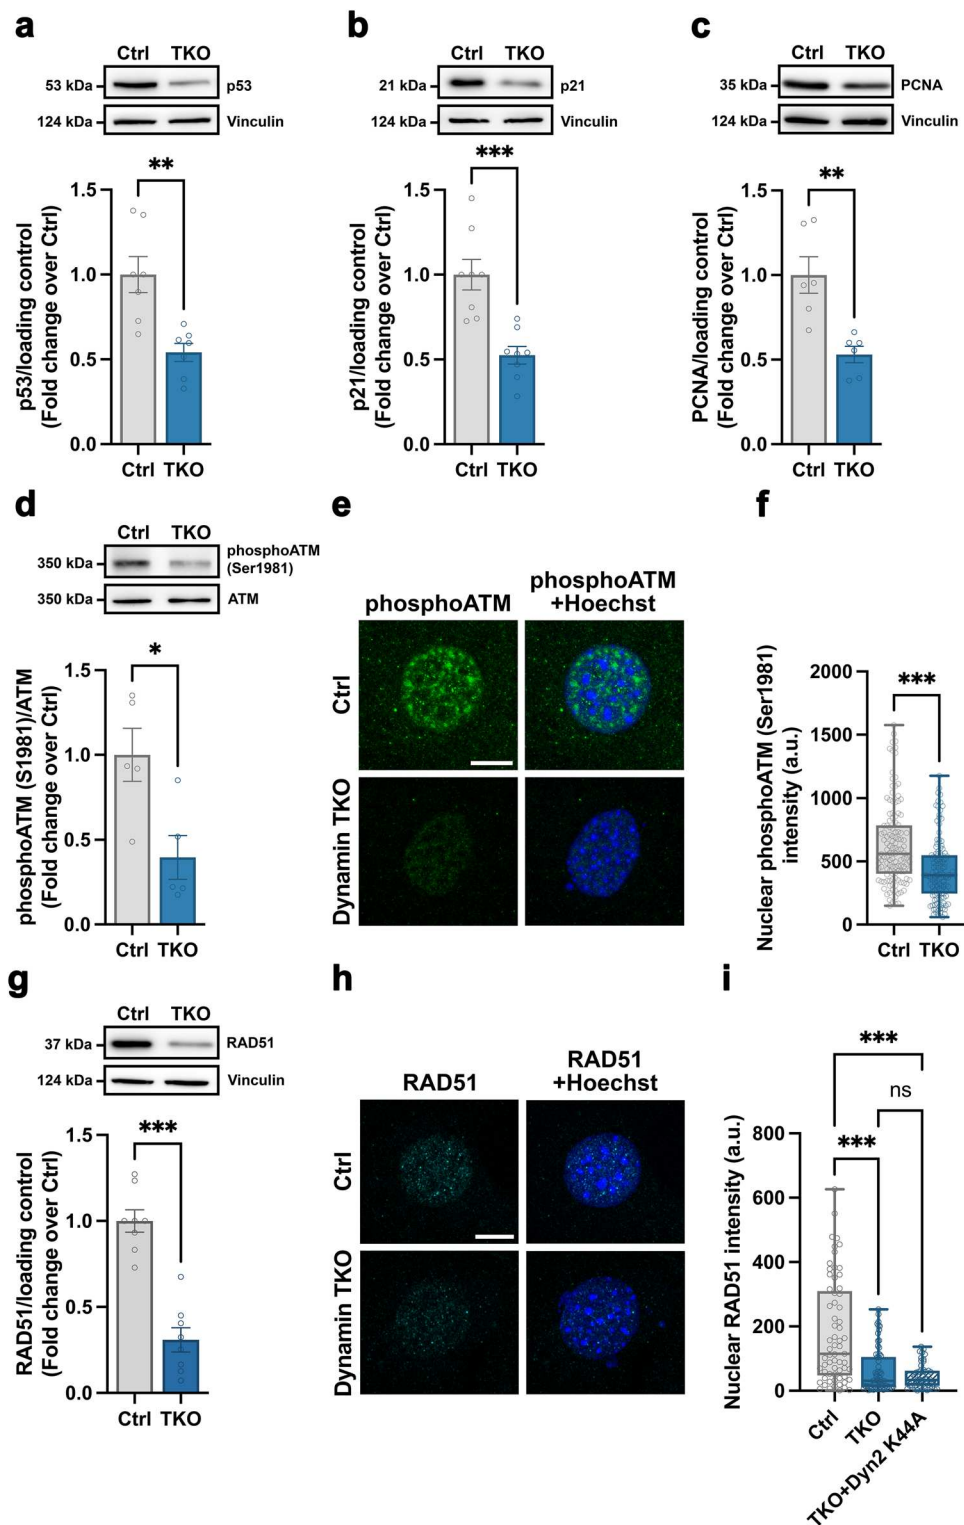 a
Ctrl TKO
53 kDa
p53
124 kDa
Vinculin
**
p53/loading control
(Fold change over Ctrl)
1.5
1.0
0.5
0.0
Ctrl TKO
b
Ctrl TKO
21 kDa
p21
124 kDa
Vinculin
***
p21/loading control
(Fold change over Ctrl)
1.5
1.0
0.5
0.0
Ctrl TKO
c
Ctrl TKO
35 kDa
PCNA
124 kDa
Vinculin
**
PCNA/loading control
(Fold change over Ctrl)
1.5
1.0
0.5
0.0
Ctrl TKO
d
Ctrl TKO
350 kDa
phosphoATM
(Ser1981)
350 kDa
ATM
*
phosphoATM (S1981)/ATM
(Fold change over Ctrl)
1.5
1.0
0.5
0.0
Ctrl TKO
e
phosphoATM
phosphoATM
+Hoechst
Ctrl
Dynamin TKO
f
***
Nuclear phosphoATM (Ser1981)
intensity (a.u.)
2000
1500
1000
500
0
Ctrl TKO
g
Ctrl TKO
37 kDa
RAD51
124 kDa
Vinculin
***
RAD51/loading control
(Fold change over Ctrl)
1.5
1.0
0.5
0.0
Ctrl TKO
h
RAD51
RAD51
+Hoechst
Ctrl
Dynamin TKO
i
***
ns
***
Nuclear RAD51 intensity (a.u.)
800
600
400
200
0
Ctrl
TKO
TKO+Dyn2 K44A